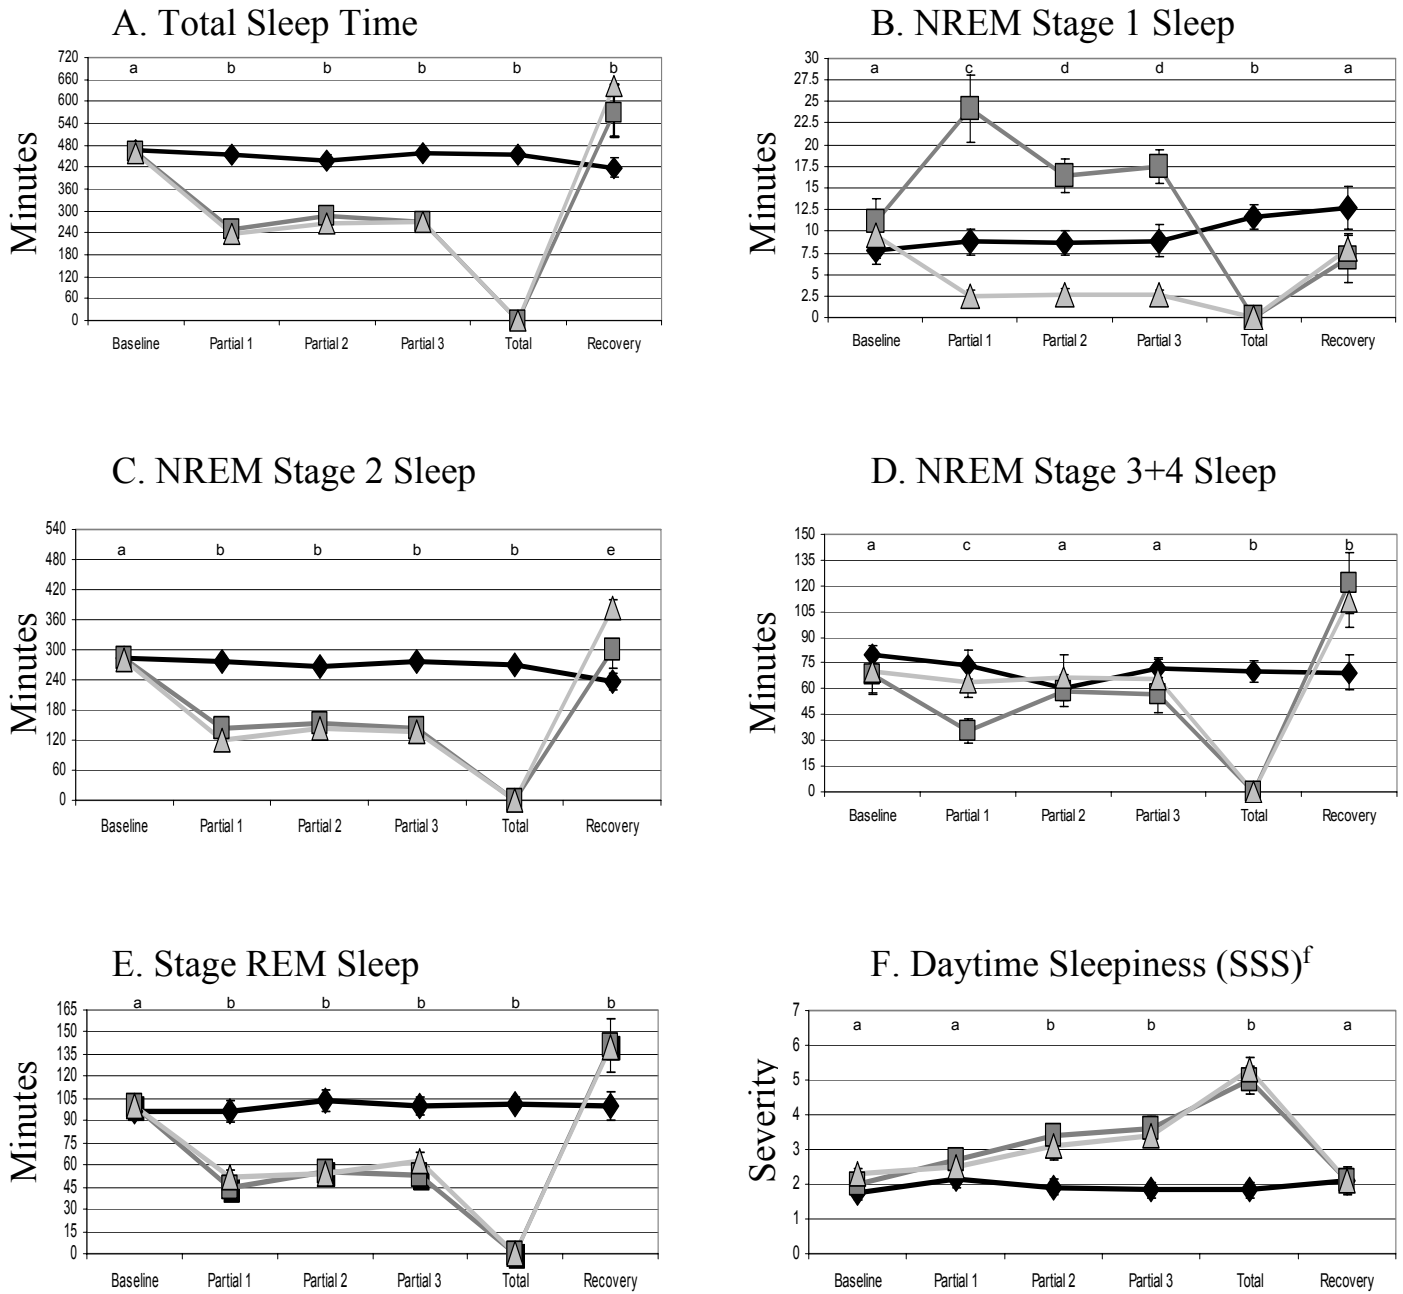 A. Total Sleep Time
Minutes
720
660
600
540
480
420
360
300
240
180
120
60
0
a b b b b b
Baseline Partial 1 Partial 2 Partial 3 Total Recovery
B. NREM Stage 1 Sleep
Minutes
30
27.5
25
22.5
20
17.5
15
12.5
10
7.5
5
2.5
0
a c d d b a
Baseline Partial 1 Partial 2 Partial 3 Total Recovery
C. NREM Stage 2 Sleep
Minutes
540
480
420
360
300
240
180
120
60
0
a b b b b e
Baseline Partial 1 Partial 2 Partial 3 Total Recovery
D. NREM Stage 3+4 Sleep
Minutes
150
135
120
105
90
75
60
45
30
15
0
a c a a b b
Baseline Partial 1 Partial 2 Partial 3 Total Recovery
E. Stage REM Sleep
Minutes
165
150
135
120
105
90
75
60
45
30
15
0
a b b b b b
Baseline Partial 1 Partial 2 Partial 3 Total Recovery
F. Daytime Sleepiness (SSS)f
Severity
7
6
5
4
3
2
1
0
a a b b b a
Baseline Partial 1 Partial 2 Partial 3 Total Recovery